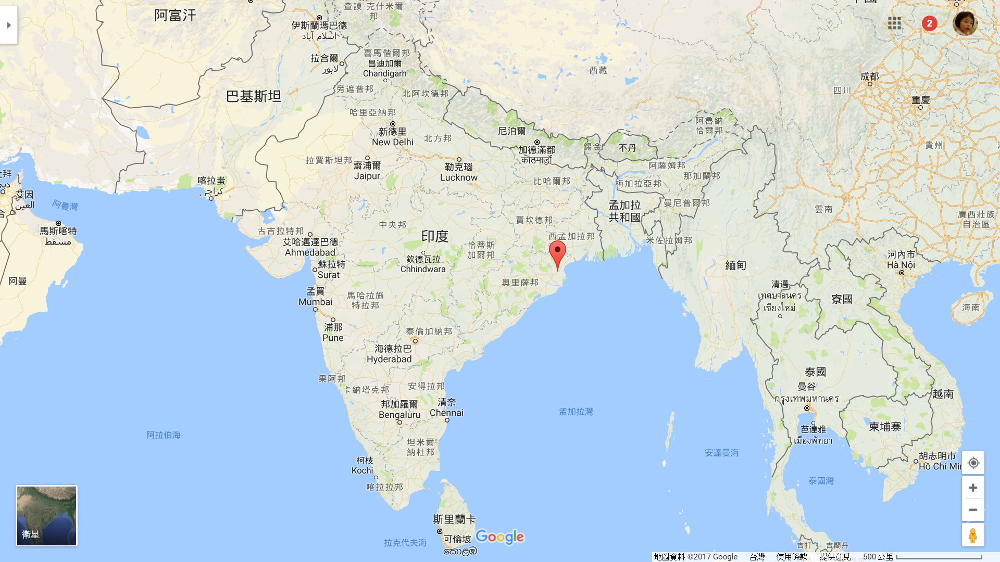 中國
阿富汗
查謨-克什米爾
邦
2
伊斯蘭瑪巴德
اسلام آباد
拉合爾
لاہور
喜馬偕爾邦
昌迪加爾
Chandigarh
西藏
成都
四川
重慶
巴基斯坦
旁遮普邦
北阿坎德邦
哈里亞納邦
新德里
New Delhi
北方邦
尼泊爾
加德滿都
काठमाडौं
錫金
不丹
阿魯納
恰爾邦
貴州
拉賈斯坦邦
齋浦爾
Jaipur
勒克瑙
Lucknow
比哈爾邦
阿薩姆邦
那加蘭邦
梅加拉亞邦
喀拉蚩
كراچى
艾因
العين
阿曼灣
孟加拉
共和國
曼尼普爾邦
雲南
廣西壯族
自治區
馬斯喀特
مسقط
古吉拉特邦
中央邦
印度
賈坎德邦
西孟加拉邦
米佐拉姆邦
艾哈邁達巴德
Ahmedabad
恰蒂斯
加爾邦
欽德瓦拉
Chhindwara
蘇拉特
Surat
緬甸
河內市
Hà Nội
阿曼
奧里薩邦
清邁
เทศบาลนคร
เชียงใหม่
寮國
海南
孟買
Mumbai
馬哈拉施
特拉邦
浦那
Pune
泰倫加納邦
海德拉巴
Hyderabad
果阿邦
卡納塔克邦
安得拉邦
泰國
曼谷
กรุงเทพมหานคร
越南
邦加羅爾
Bengaluru
清奈
Chennai
孟加拉灣
阿拉伯海
柬埔寨
芭達雅
เมืองพัทยา
坦米爾
納杜邦
安達曼海
胡志明市
Hồ Chí Min
柯枝
Kochi
喀拉拉邦
泰國灣
斯里蘭卡
可倫坡
කොළඹ
拉克代夫海
Google
衛星
吉打
吉蘭丹
地圖資料 ©2017 Google 台灣 使用條款 提供意見 500 公里